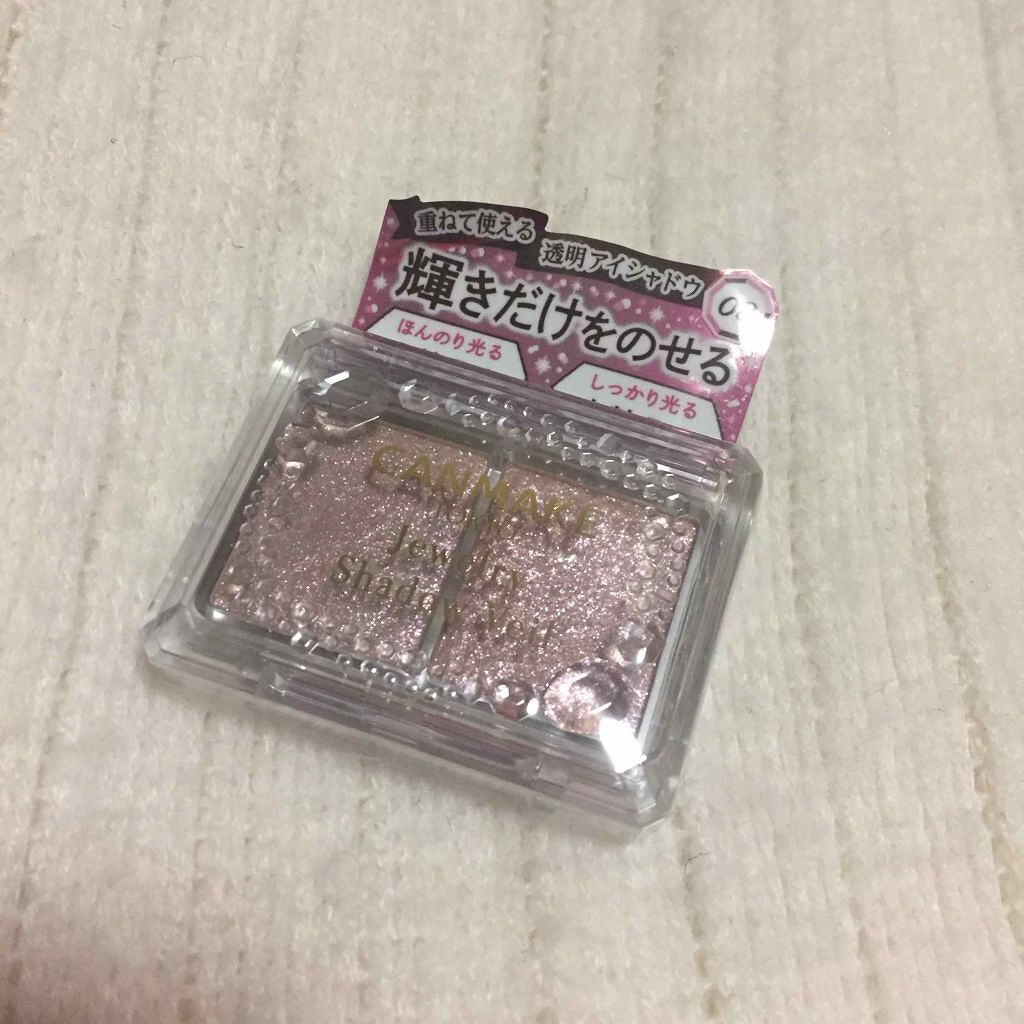 重ねて使える
透明アイシャドウ
輝きだけをのせる
ほんのり光る
しっかり光る
CANMAKE
TOKYO
Jewelry
Shadow Veil